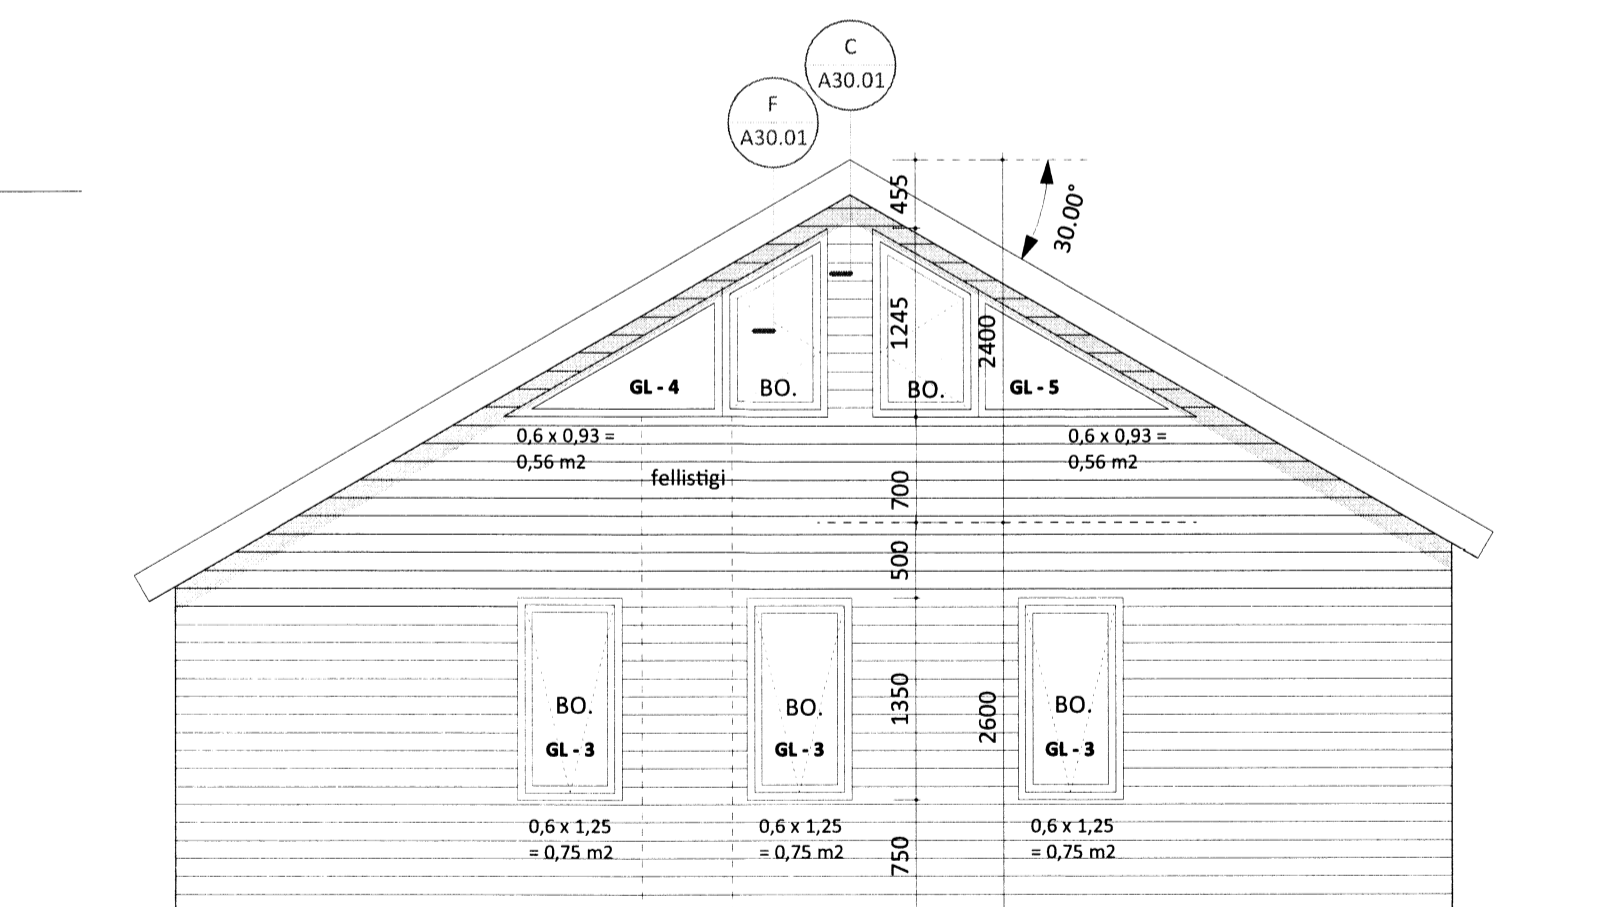 C
A30.01
F
A30.01
455
30.00°
1245
2400
GL - 4
BO.
BO.
GL - 5
0,6 x 0,93 =
0,56 m2
0,6 x 0,93 =
0,56 m2
fellistigi
700
500
1350
2600
BO.
GL - 3
BO.
GL - 3
BO.
GL - 3
0,6 x 1,25
= 0,75 m2
0,6 x 1,25
= 0,75 m2
0,6 x 1,25
= 0,75 m2
750